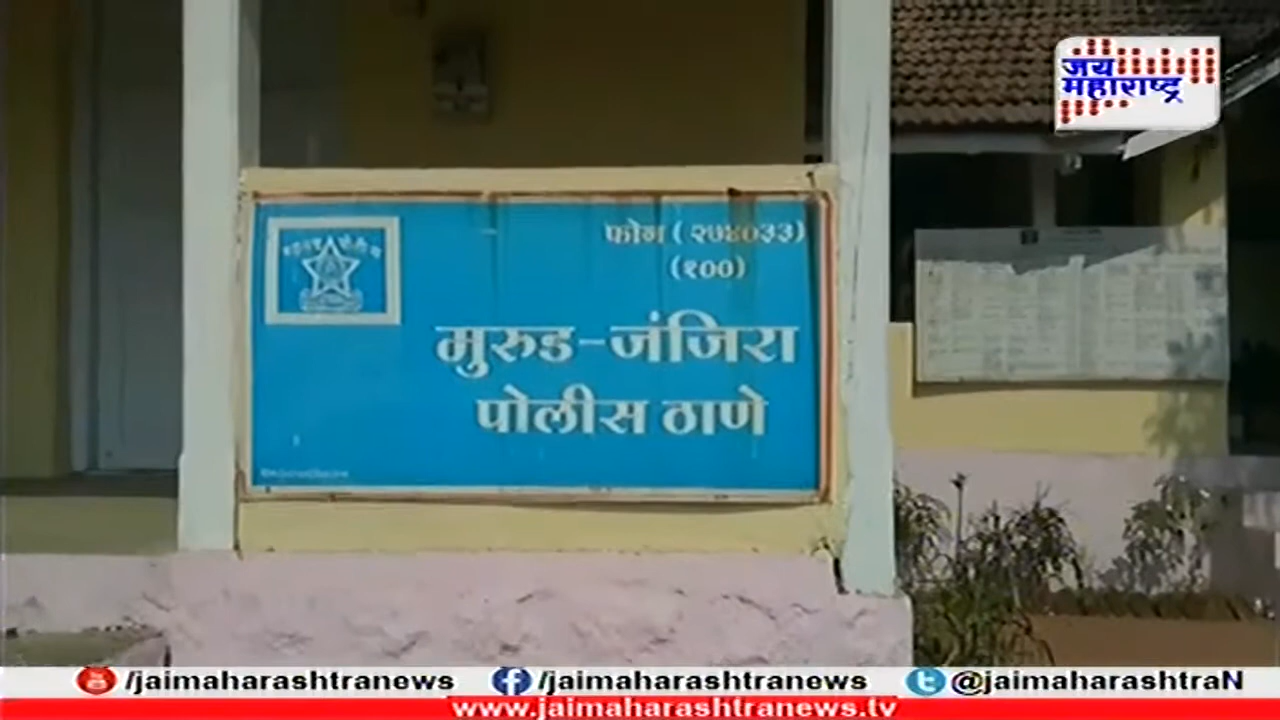 जय
महाराष्ट्र
फोन (२७४०३३)
(१००)
मुरुड-जंजिरा
पोलीस ठाणे
/jaimaharashtranews /jaimaharashtranews @jaimaharashtraN
www.jaimaharashtranews.tv